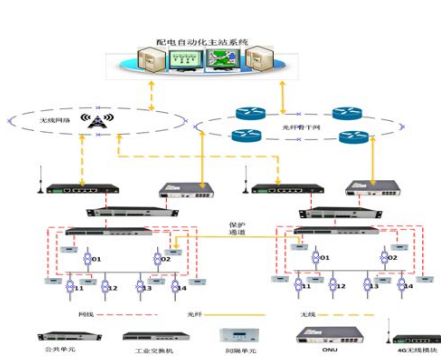 配电自动化主站系统
无线网络
光纤骨干网
保护
通道
01 02 01 02
11 12 13 14 11 12 13 14
网线 光纤 无线
公共单元 工业交换机 间隔单元 ONU 4G无线模块